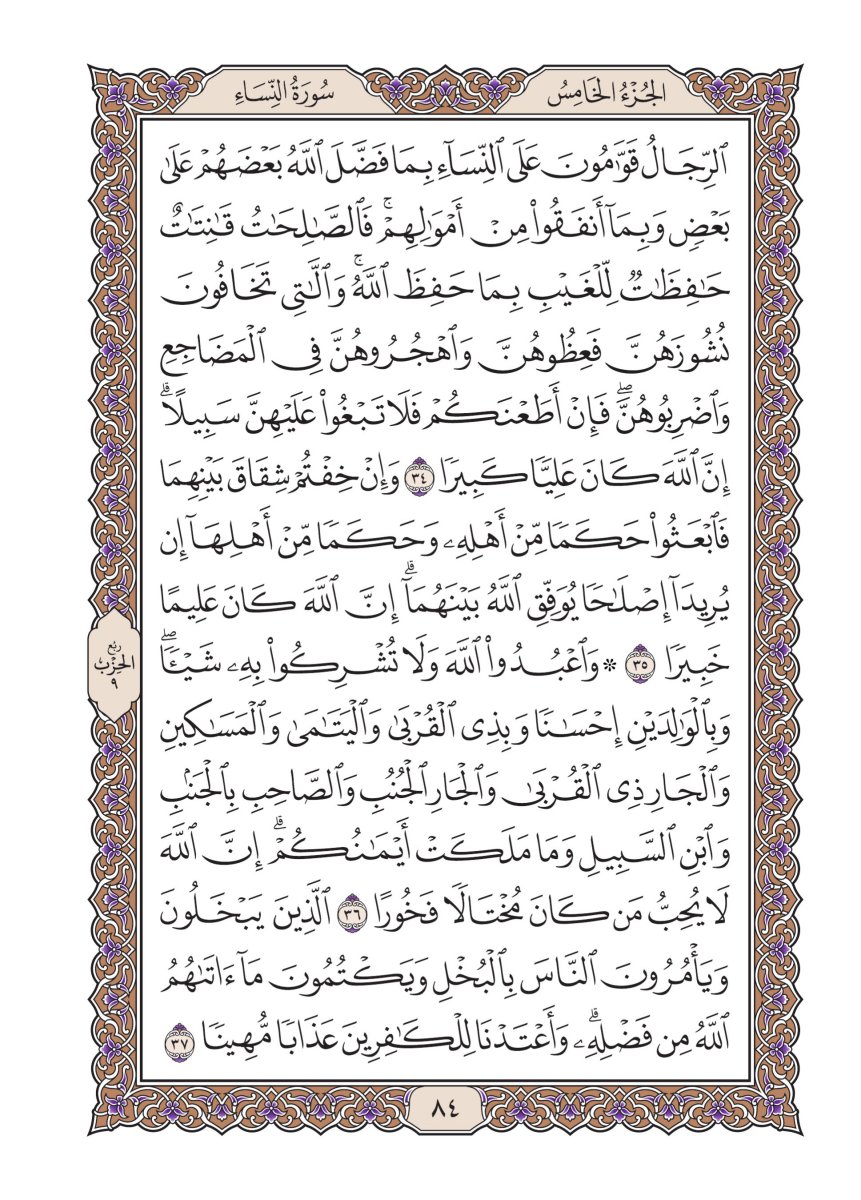 الجُزْءُ الخَامِسُ
سُورَةُ النِّسَاءِ
ٱلرِّجَالُ قَوَّٰمُونَ عَلَى ٱلنِّسَآءِ بِمَا فَضَّلَ ٱللَّهُ بَعْضَهُمْ عَلَىٰ
بَعْضٖ وَبِمَآ أَنفَقُواْ مِنْ أَمْوَٰلِهِمْۚ فَٱلصَّٰلِحَٰتُ قَٰنِتَٰتٌ
حَٰفِظَٰتٞ لِّلْغَيْبِ بِمَا حَفِظَ ٱللَّهُۚ وَٱلَّٰتِي تَخَافُونَ
نُشُوزَهُنَّ فَعِظُوهُنَّ وَٱهْجُرُوهُنَّ فِي ٱلْمَضَاجِعِ
وَٱضْرِبُوهُنَّۖ فَإِنْ أَطَعْنَكُمْ فَلَا تَبْغُواْ عَلَيْهِنَّ سَبِيلًاۗ
إِنَّ ٱللَّهَ كَانَ عَلِيّٗا كَبِيرٗا ٣٤ وَإِنْ خِفْتُمْ شِقَاقَ بَيْنِهِمَا
فَٱبْعَثُواْ حَكَمٗا مِّنْ أَهْلِهِۦ وَحَكَمٗا مِّنْ أَهْلِهَآ إِن
يُرِيدَآ إِصْلَٰحٗا يُوَفِّقِ ٱللَّهُ بَيْنَهُمَآۗ إِنَّ ٱللَّهَ كَانَ عَلِيمًا
خَبِيرٗا ٣٥ ۞ وَٱعْبُدُواْ ٱللَّهَ وَلَا تُشْرِكُواْ بِهِۦ شَيْـٔٗاۖ
وَبِٱلْوَٰلِدَيْنِ إِحْسَٰنٗا وَبِذِي ٱلْقُرْبَىٰ وَٱلْيَتَٰمَىٰ وَٱلْمَسَٰكِينِ
وَٱلْجَارِ ذِي ٱلْقُرْبَىٰ وَٱلْجَارِ ٱلْجُنُبِ وَٱلصَّاحِبِ بِٱلْجَنۢبِ
وَٱبْنِ ٱلسَّبِيلِ وَمَا مَلَكَتْ أَيْمَٰنُكُمْۗ إِنَّ ٱللَّهَ
لَا يُحِبُّ مَن كَانَ مُخْتَالٗا فَخُورًا ٣٦ ٱلَّذِينَ يَبْخَلُونَ
وَيَأْمُرُونَ ٱلنَّاسَ بِٱلْبُخْلِ وَيَكْتُمُونَ مَآ ءَاتَىٰهُمُ
ٱللَّهُ مِن فَضْلِهِۦۗ وَأَعْتَدْنَا لِلْكَٰفِرِينَ عَذَابٗا مُّهِينٗا ٣٧
رُبْع
الحِزْب
٩
٨٤